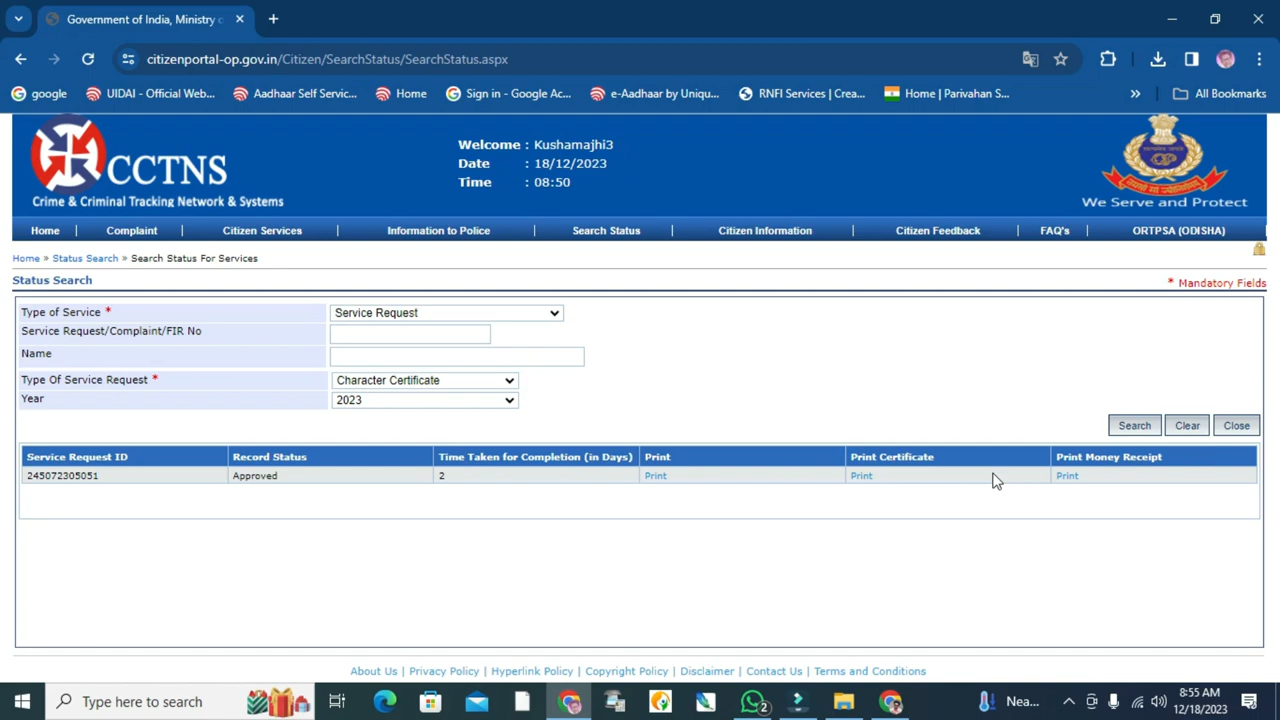 Government of India, Ministry o
citizenportal-op.gov.in/Citizen/SearchStatus/SearchStatus.aspx
google
UIDAI - Official Web...
Aadhaar Self Servic...
Home
Sign in - Google Ac...
e-Aadhaar by Uniqu...
RNFI Services | Crea...
Home | Parivahan S...
»
All Bookmarks
CCTNS
Crime & Criminal Tracking Network & Systems
Welcome : Kushamajhi3
Date : 18/12/2023
Time : 08:50
We Serve and Protect
Home | Complaint | Citizen Services | Information to Police | Search Status | Citizen Information | Citizen Feedback | FAQ's | ORTPSA (ODISHA)
Home » Status Search » Search Status For Services
Status Search
* Mandatory Fields
Type of Service * Service Request
Service Request/Complaint/FIR No
Name
Type Of Service Request * Character Certificate
Year 2023
Search Clear Close
Service Request ID Record Status Time Taken for Completion (in Days) Print Print Certificate Print Money Receipt
245072305051 Approved 2 Print Print Print
About Us | Privacy Policy | Hyperlink Policy | Copyright Policy | Disclaimer | Contact Us | Terms and Conditions
Type here to search
2
Nea...
8:55 AM
12/18/2023